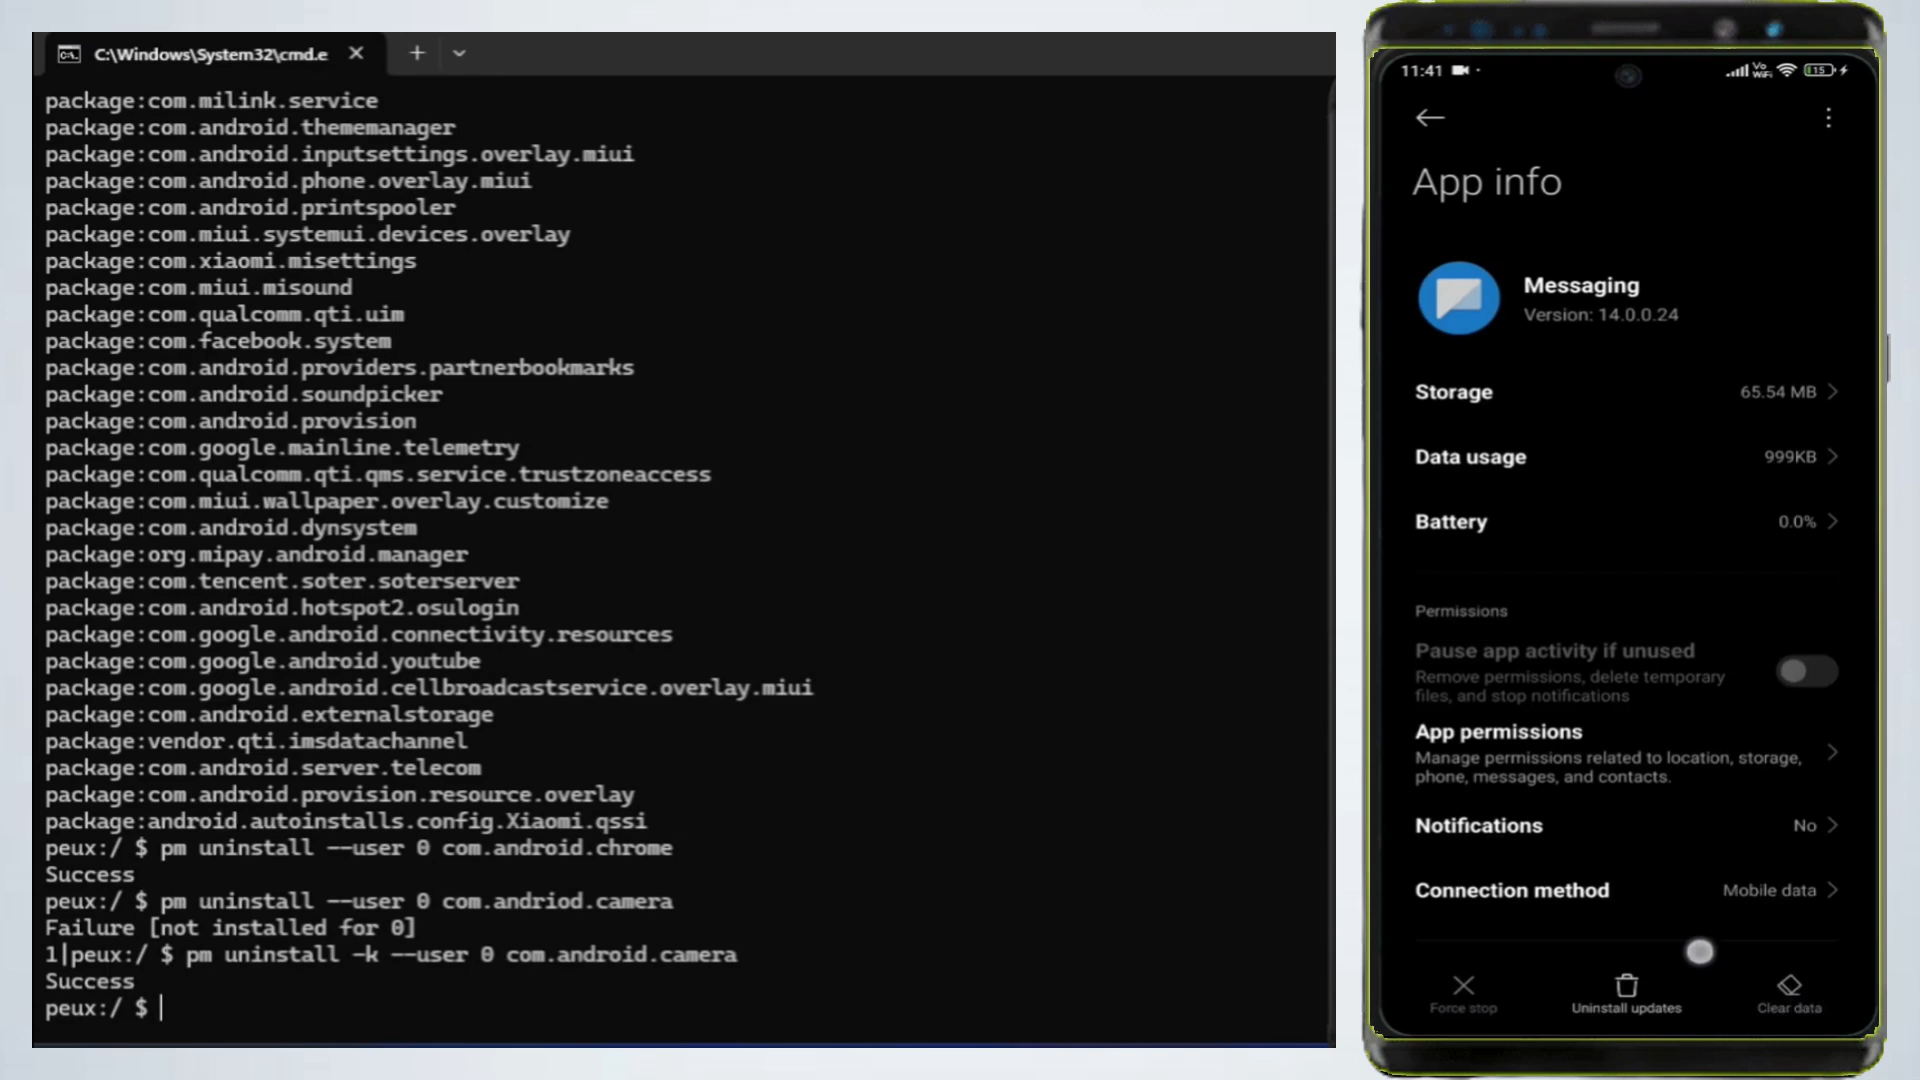 C:\Windows\System32\cmd.e
package:com.milink.service
package:com.android.thememanager
package:com.android.inputsettings.overlay.miui
package:com.android.phone.overlay.miui
package:com.android.printspooler
package:com.miui.systemui.devices.overlay
package:com.xiaomi.misettings
package:com.miui.misound
package:com.qualcomm.qti.uim
package:com.facebook.system
package:com.android.providers.partnerbookmarks
package:com.android.soundpicker
package:com.android.provision
package:com.google.mainline.telemetry
package:com.qualcomm.qti.qms.service.trustzoneaccess
package:com.miui.wallpaper.overlay.customize
package:com.android.dynsystem
package:org.mipay.android.manager
package:com.tencent.soter.soterserver
package:com.android.hotspot2.osulogin
package:com.google.android.connectivity.resources
package:com.google.android.youtube
package:com.google.android.cellbroadcastservice.overlay.miui
package:com.android.externalstorage
package:vendor.qti.imsdatachannel
package:com.android.server.telecom
package:com.android.provision.resource.overlay
package:android.autoinstalls.config.Xiaomi.qssi
peux:/ $ pm uninstall --user 0 com.android.chrome
Success
peux:/ $ pm uninstall --user 0 com.andriod.camera
Failure [not installed for 0]
1|peux:/ $ pm uninstall -k --user 0 com.android.camera
Success
peux:/ $
11:41
Vo WiFi 15
App info
Messaging
Version: 14.0.0.24
Storage 65.54 MB
Data usage 999KB
Battery 0.0%
Permissions
Pause app activity if unused
Remove permissions, delete temporary
files, and stop notifications
App permissions
Manage permissions related to location, storage,
phone, messages, and contacts.
Notifications No
Connection method Mobile data
Force stop Uninstall updates Clear data